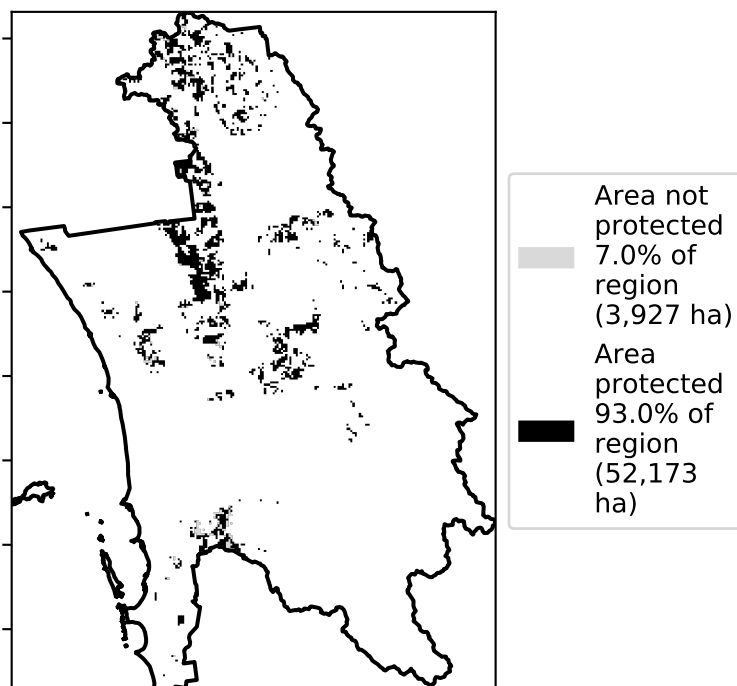 Area not
protected
7.0% of
region
(3,927 ha)
Area
protected
93.0% of
region
(52,173
ha)